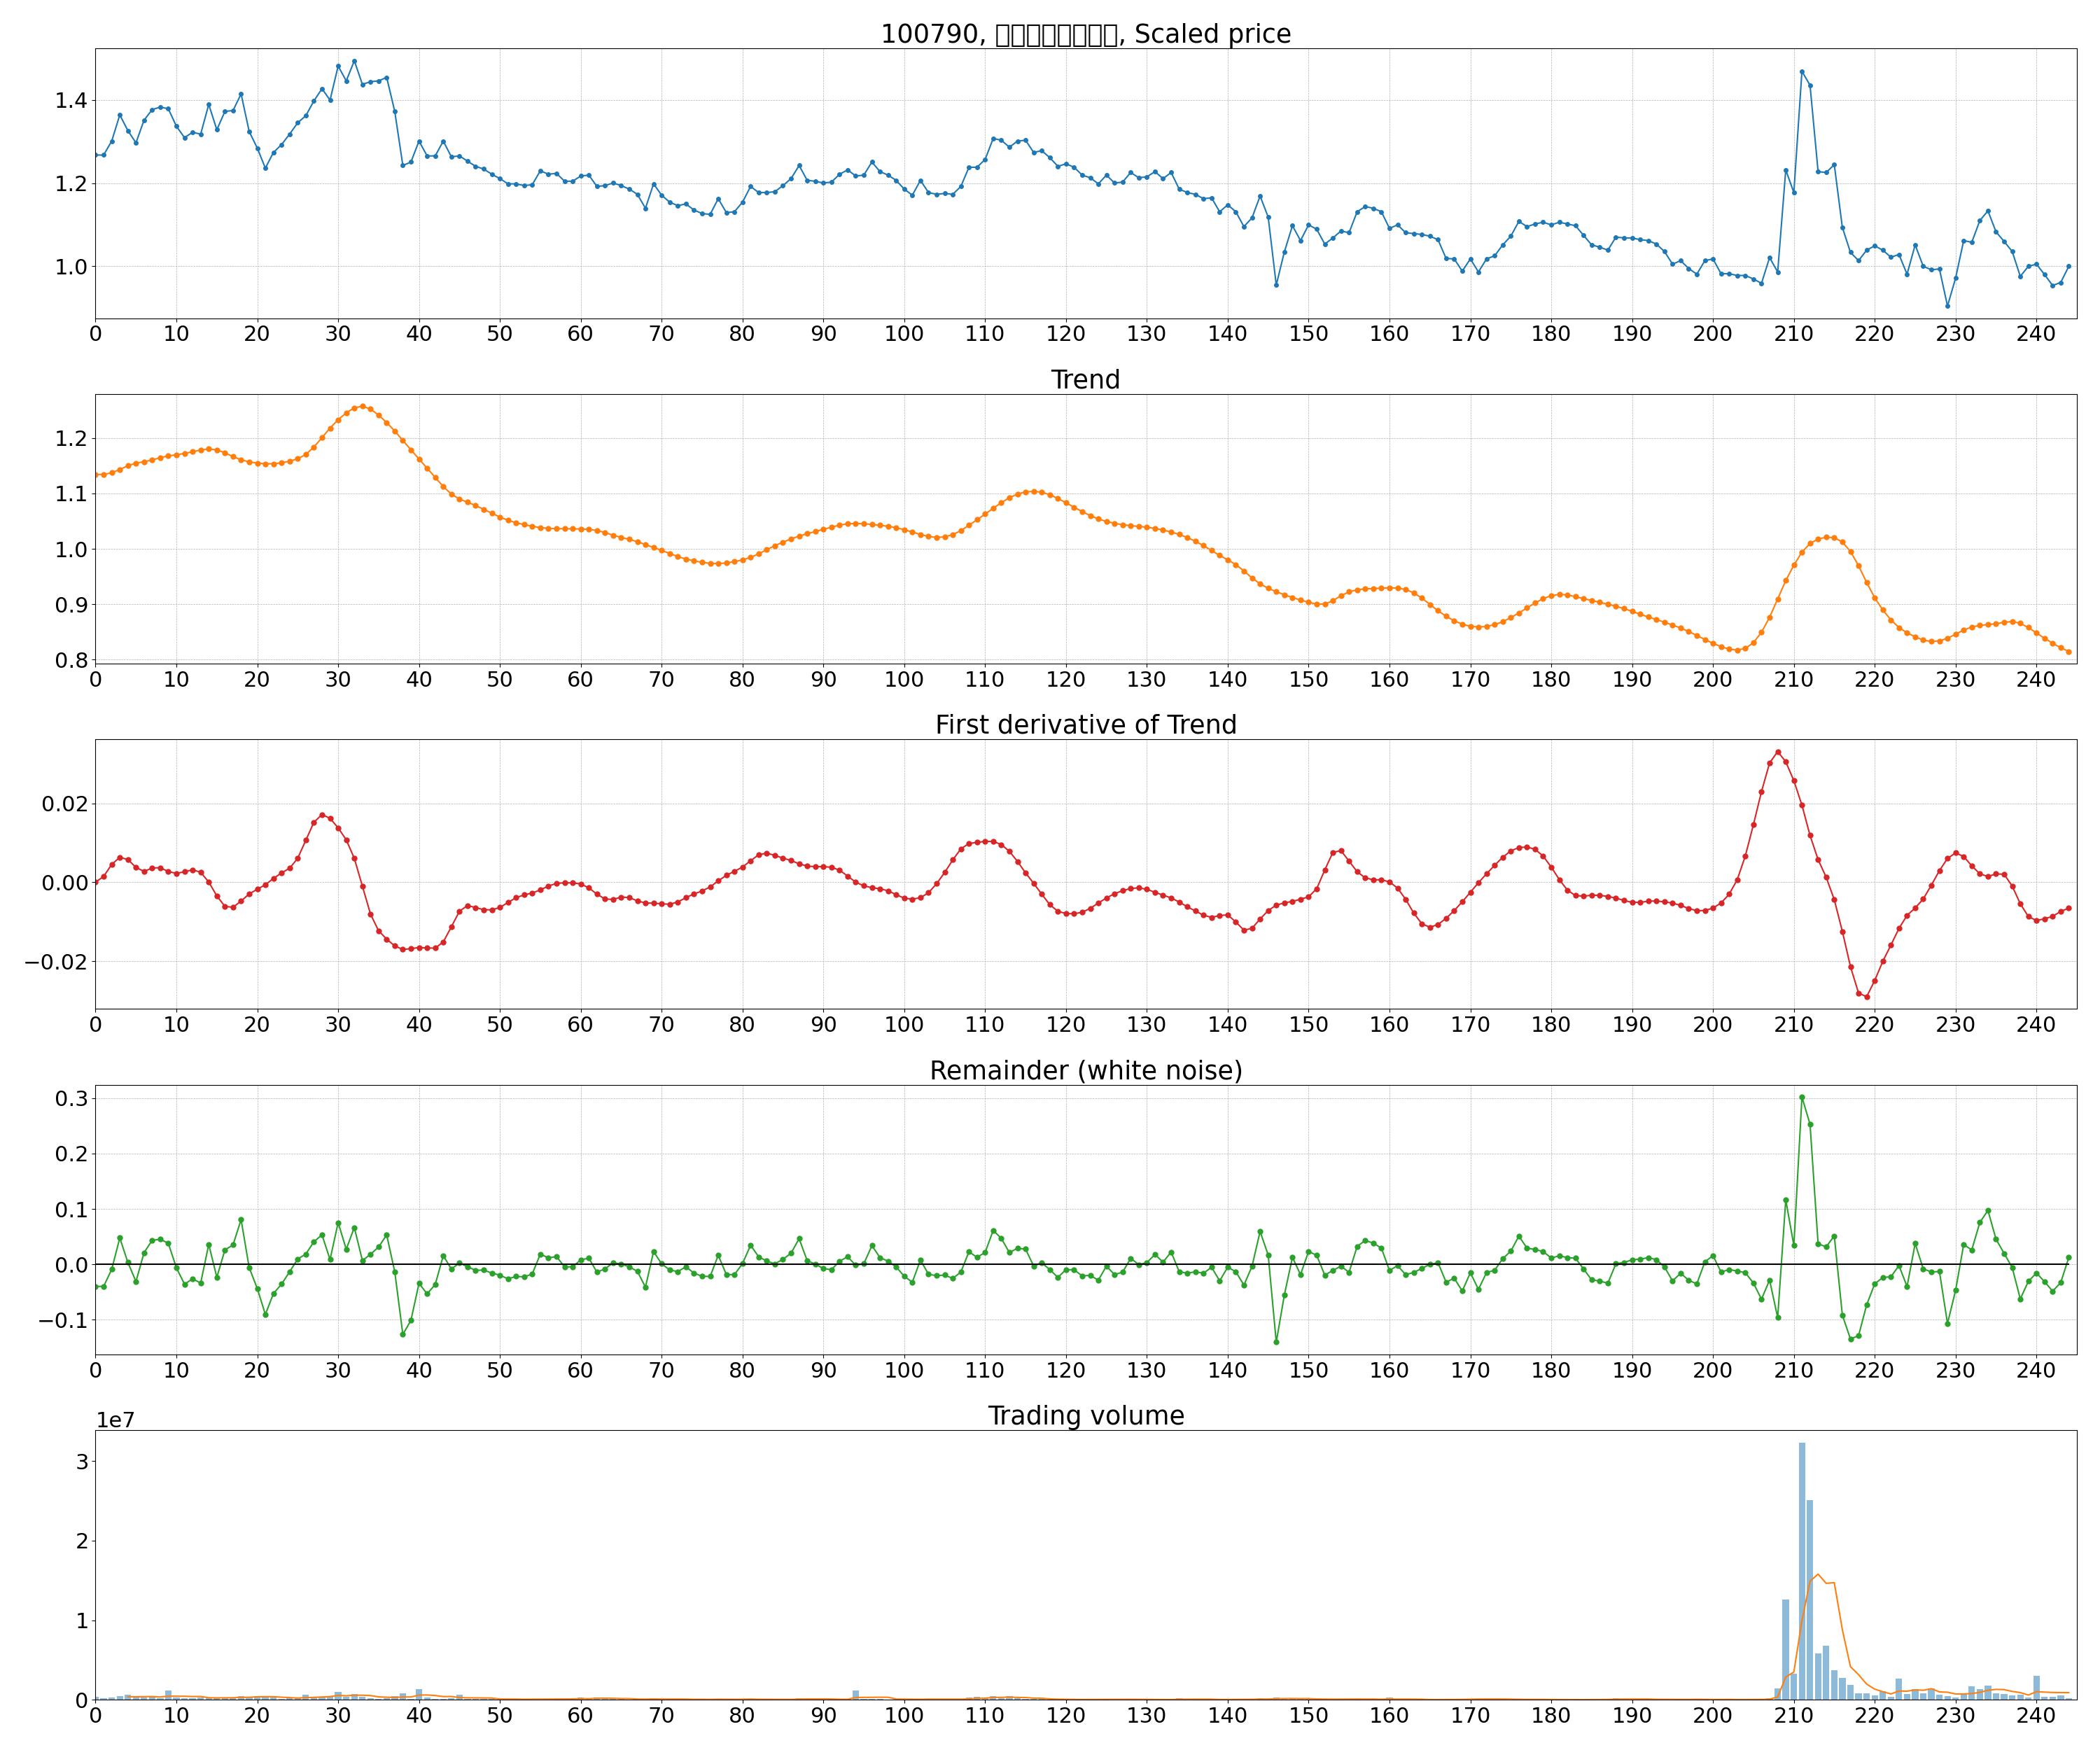 100790, , Scaled price
1.4
1.2
1.0
0 10 20 30 40 50 60 70 80 90 100 110 120 130 140 150 160 170 180 190 200 210 220 230 240
Trend
1.2
1.1
1.0
0.9
0.8
0 10 20 30 40 50 60 70 80 90 100 110 120 130 140 150 160 170 180 190 200 210 220 230 240
First derivative of Trend
0.02
0.00
−0.02
0 10 20 30 40 50 60 70 80 90 100 110 120 130 140 150 160 170 180 190 200 210 220 230 240
Remainder (white noise)
0.3
0.2
0.1
0.0
−0.1
0 10 20 30 40 50 60 70 80 90 100 110 120 130 140 150 160 170 180 190 200 210 220 230 240
Trading volume
1e7
3
2
1
0
0 10 20 30 40 50 60 70 80 90 100 110 120 130 140 150 160 170 180 190 200 210 220 230 240